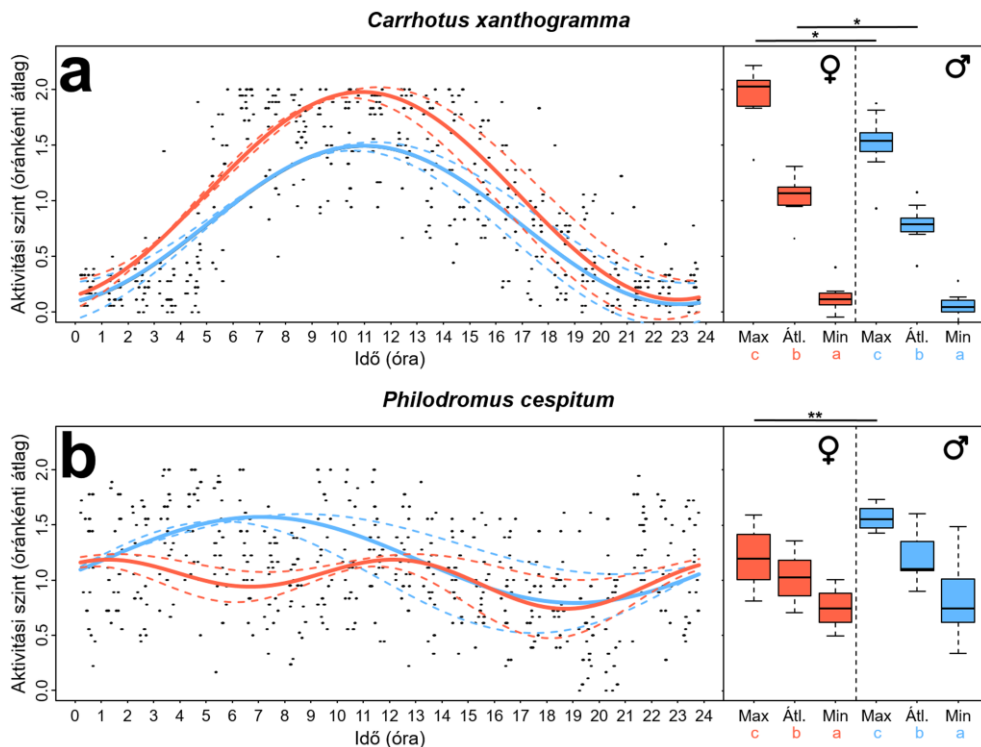 Carrhotus xanthogramma
a
* *
♀ ♂
Aktivitási szint (óránkénti átlag)
0.0 0.5 1.0 1.5 2.0
0 1 2 3 4 5 6 7 8 9 10 11 12 13 14 15 16 17 18 19 20 21 22 23 24
Idő (óra)
Max Átl. Min Max Átl. Min
c b a c b a
Philodromus cespitum
b
**
♀ ♂
Aktivitási szint (óránkénti átlag)
0.0 0.5 1.0 1.5 2.0
0 1 2 3 4 5 6 7 8 9 10 11 12 13 14 15 16 17 18 19 20 21 22 23 24
Idő (óra)
Max Átl. Min Max Átl. Min
c b a c b a